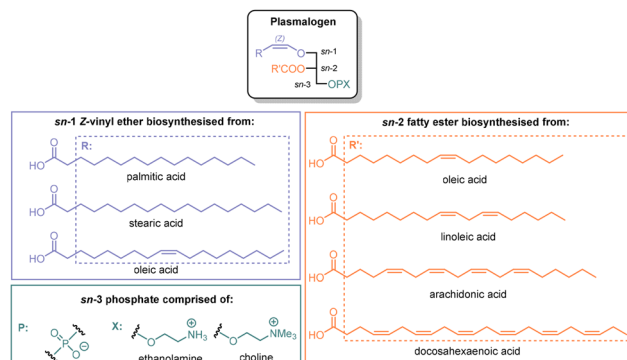 Plasmalogen
(Z)
R
O
sn-1
R'COO
sn-2
sn-3
OPX
sn-1 Z-vinyl ether biosynthesised from:
R:
O
HO
palmitic acid
O
HO
stearic acid
O
HO
oleic acid
sn-2 fatty ester biosynthesised from:
R':
O
HO
oleic acid
O
HO
linoleic acid
O
HO
arachidonic acid
O
HO
docosahexaenoic acid
sn-3 phosphate comprised of:
P:
O
P
O
X:
O
NH3
ethanolamine
O
NMe3
choline